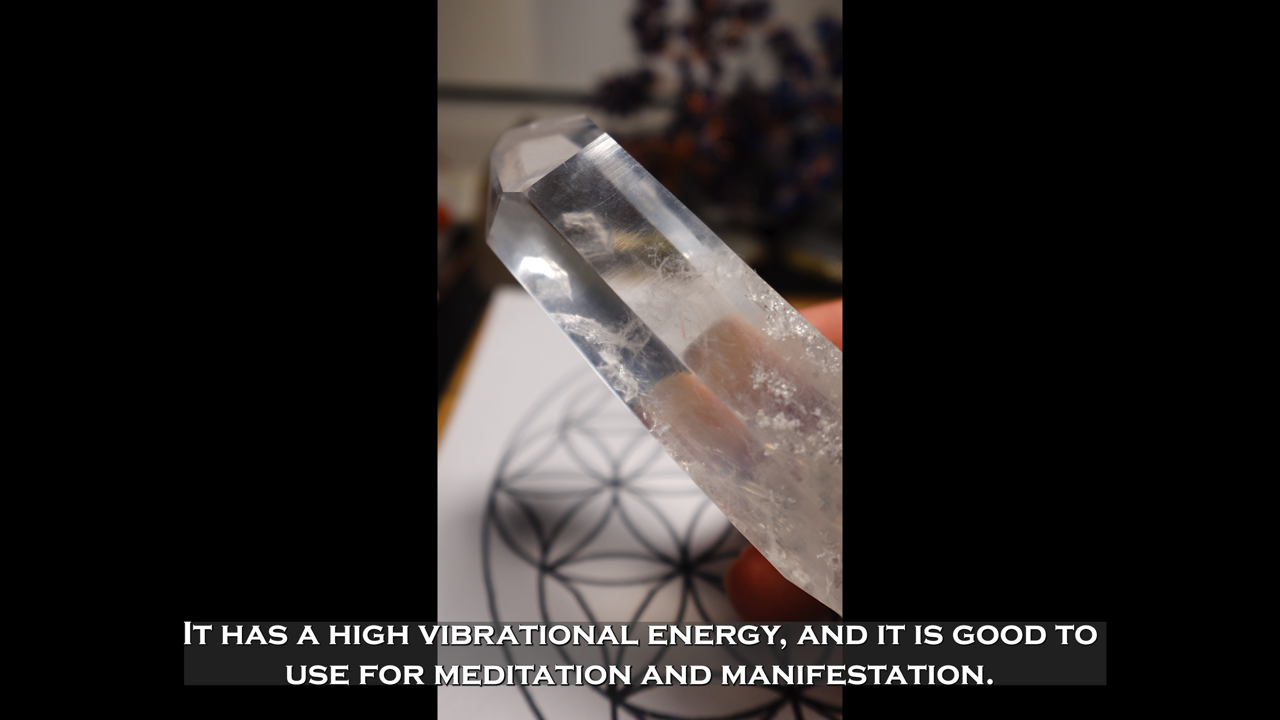 It has a high vibrational energy, and it is good to
use for meditation and manifestation.